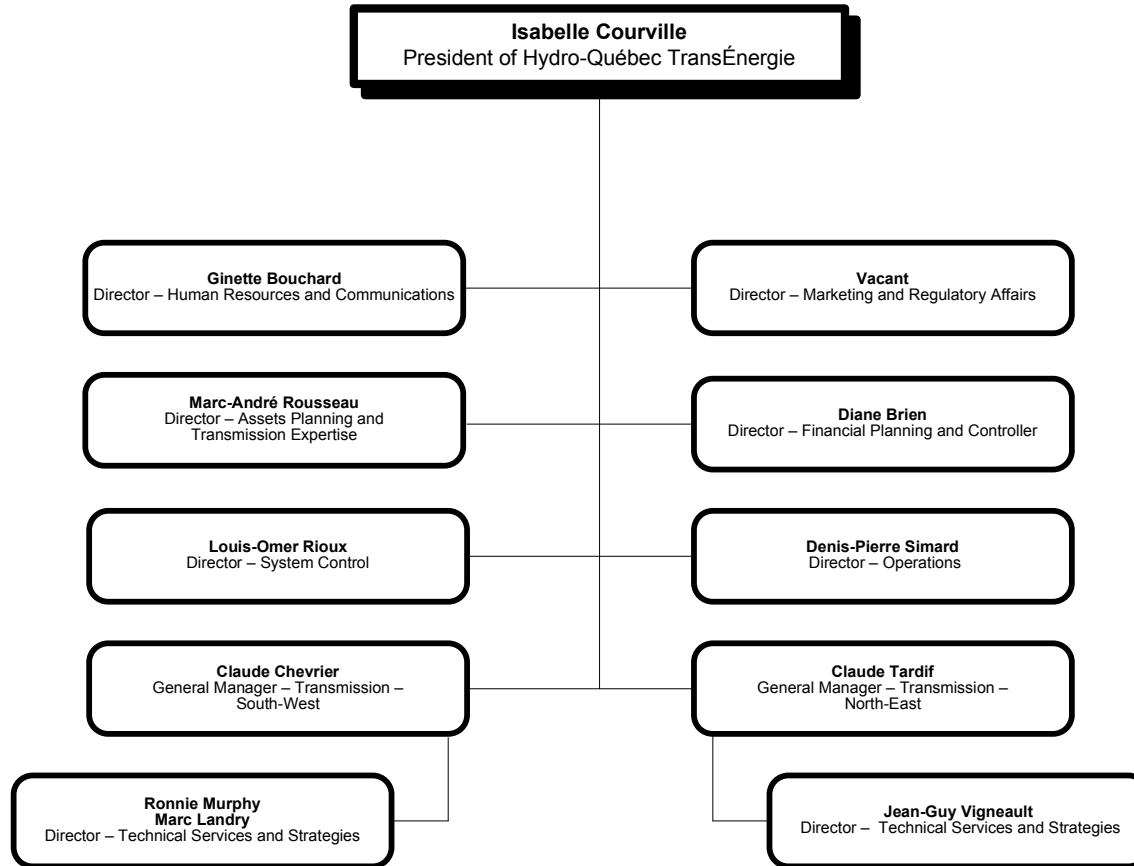 Isabelle Courville
President of Hydro-Québec TransÉnergie
Ginette Bouchard
Director – Human Resources and Communications
Vacant
Director – Marketing and Regulatory Affairs
Marc-André Rousseau
Director – Assets Planning and
Transmission Expertise
Diane Brien
Director – Financial Planning and Controller
Louis-Omer Rioux
Director – System Control
Denis-Pierre Simard
Director – Operations
Claude Chevrier
General Manager – Transmission –
South-West
Claude Tardif
General Manager – Transmission –
North-East
Ronnie Murphy
Marc Landry
Director – Technical Services and Strategies
Jean-Guy Vigneault
Director – Technical Services and Strategies